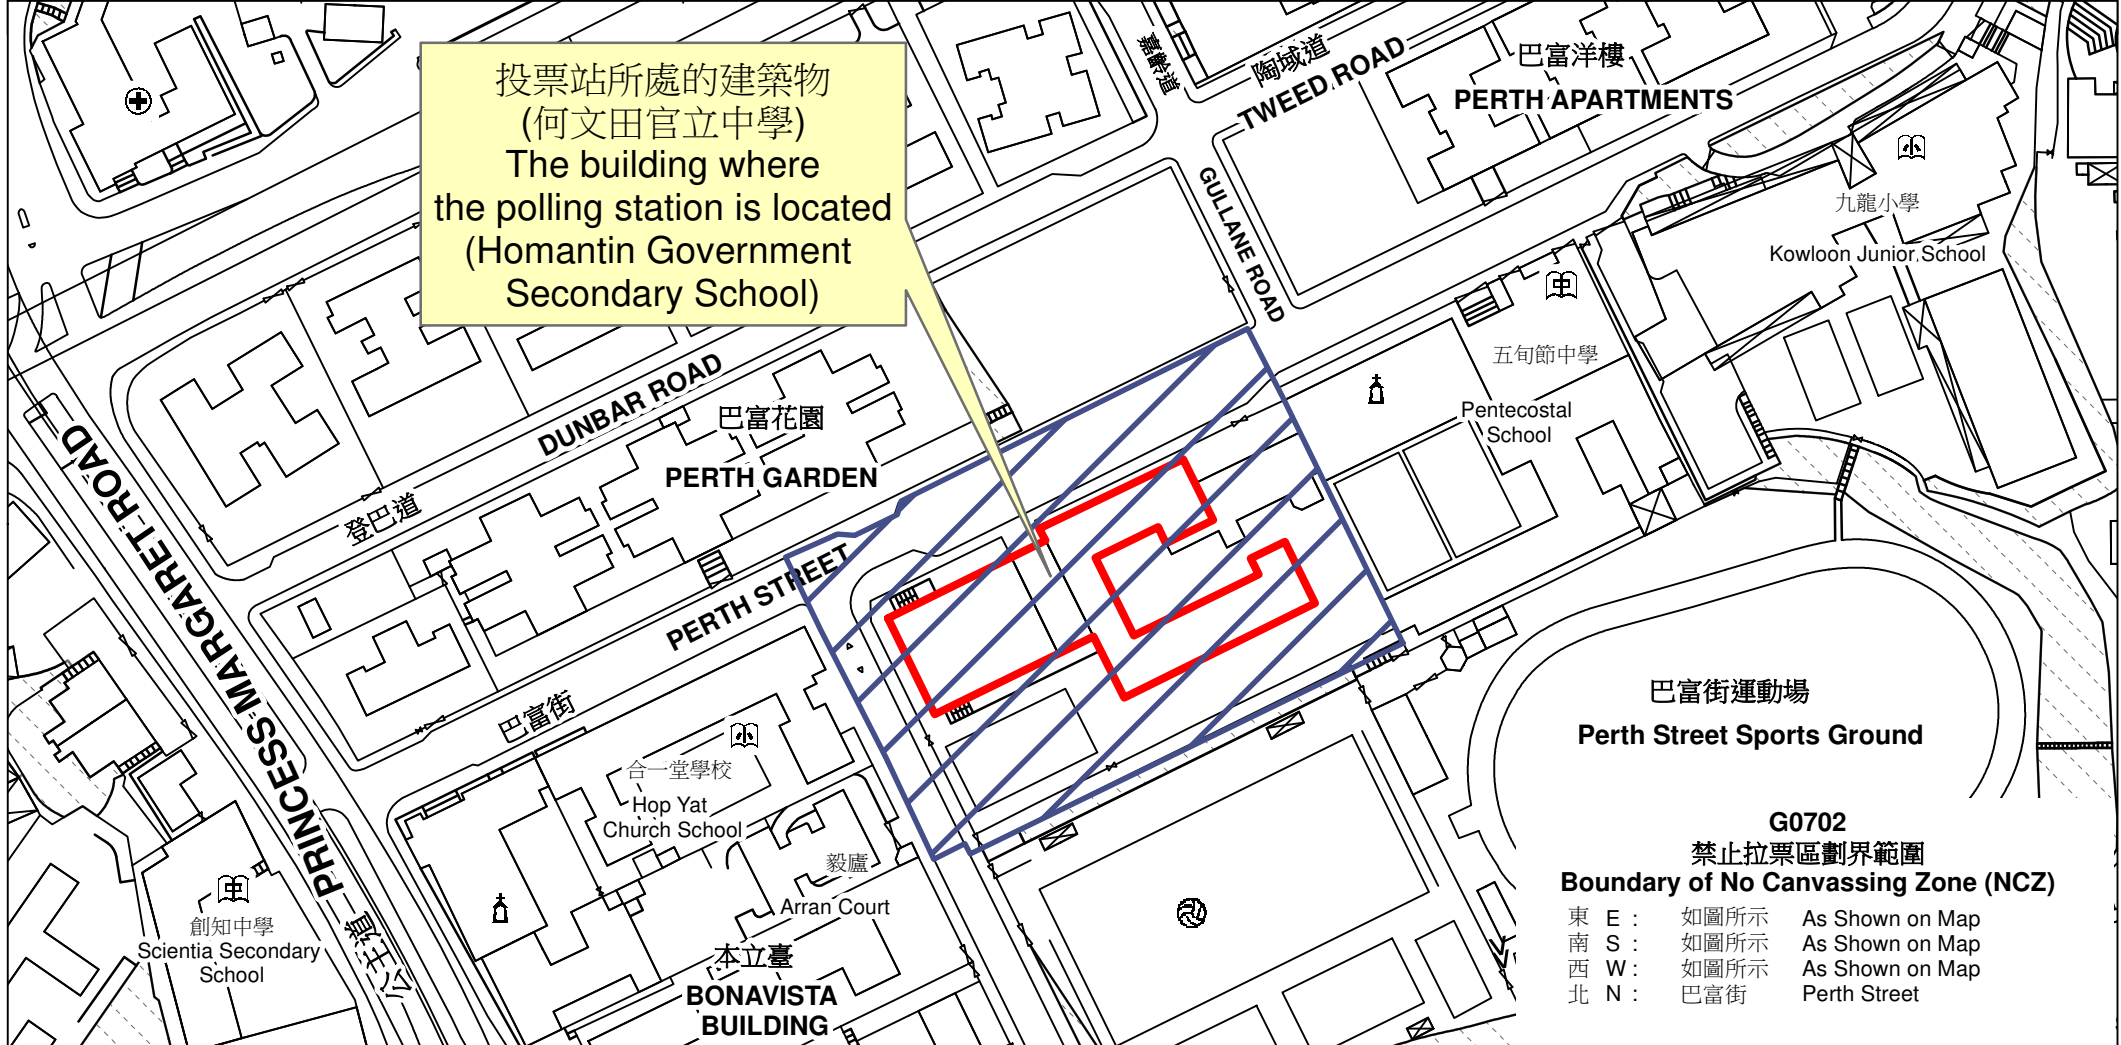 投票站所處的建築物
(何文田官立中學)
The building where
the polling station is located
(Homantin Government
Secondary School)
嘉齡道
陶域道
TWEED ROAD
巴富洋樓
PERTH APARTMENTS
GULLANE ROAD
九龍小學
Kowloon Junior School
五旬節中學
Pentecostal
School
DUNBAR ROAD
登巴道
巴富花園
PERTH GARDEN
PERTH STREET
巴富街
PRINCESS MARGARET ROAD
公主道
合一堂學校
Hop Yat
Church School
毅廬
Arran Court
本立臺
BONAVISTA
BUILDING
創知中學
Scientia Secondary
School
巴富街運動場
Perth Street Sports Ground
G0702
禁止拉票區劃界範圍
Boundary of No Canvassing Zone (NCZ)
東 E : 如圖所示 As Shown on Map
南 S : 如圖所示 As Shown on Map
西 W : 如圖所示 As Shown on Map
北 N : 巴富街 Perth Street